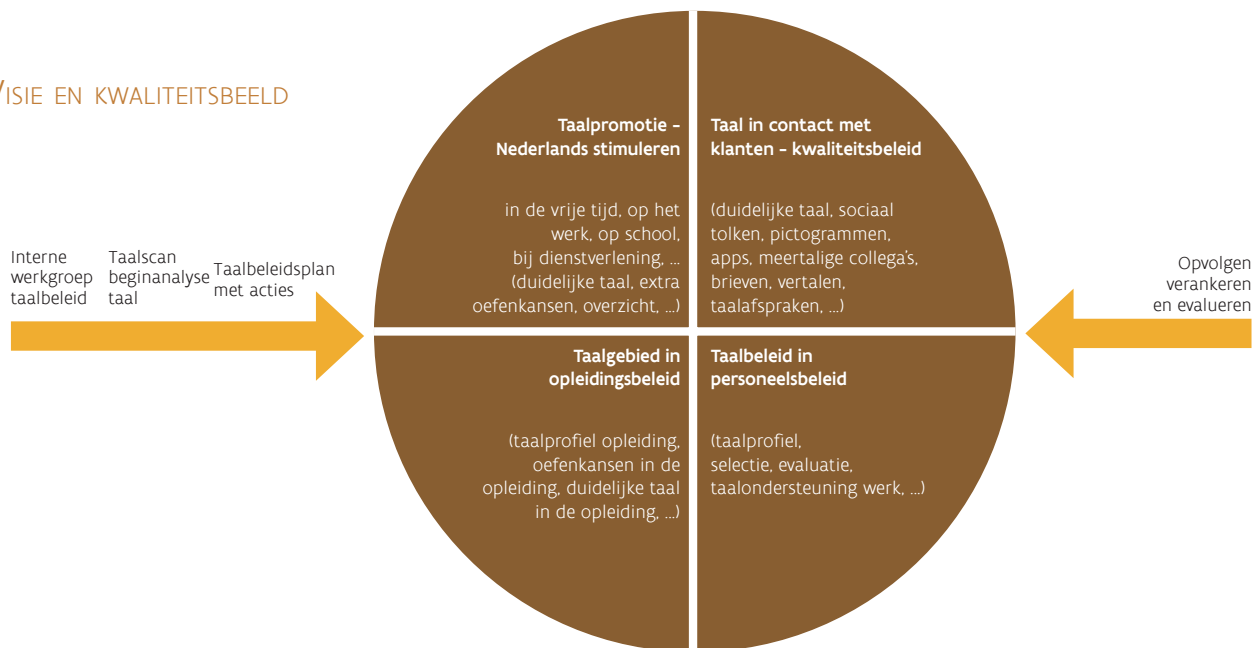 VISIE EN KWALITEITSBEELD
Interne
werkgroep
taalbeleid
Taalscan
beginanalyse
taal
Taalbeleidsplan
met acties
Taalpromotie –
Nederlands stimuleren
in de vrije tijd, op het
werk, op school,
bij dienstverlening, ...
(duidelijke taal, extra
oefenkansen, overzicht, ...)
Taal in contact met
klanten – kwaliteitsbeleid
(duidelijke taal, sociaal
tolken, pictogrammen,
apps, meertalige collega's,
brieven, vertalen,
taalafspraken, ...)
Taalgebied in
opleidingsbeleid
(taalprofiel opleiding,
oefenkansen in de
opleiding, duidelijke taal
in de opleiding, ...)
Taalbeleid in
personeelsbeleid
(taalprofiel,
selectie, evaluatie,
taalondersteuning werk, ...)
Opvolgen
verankeren
en evalueren